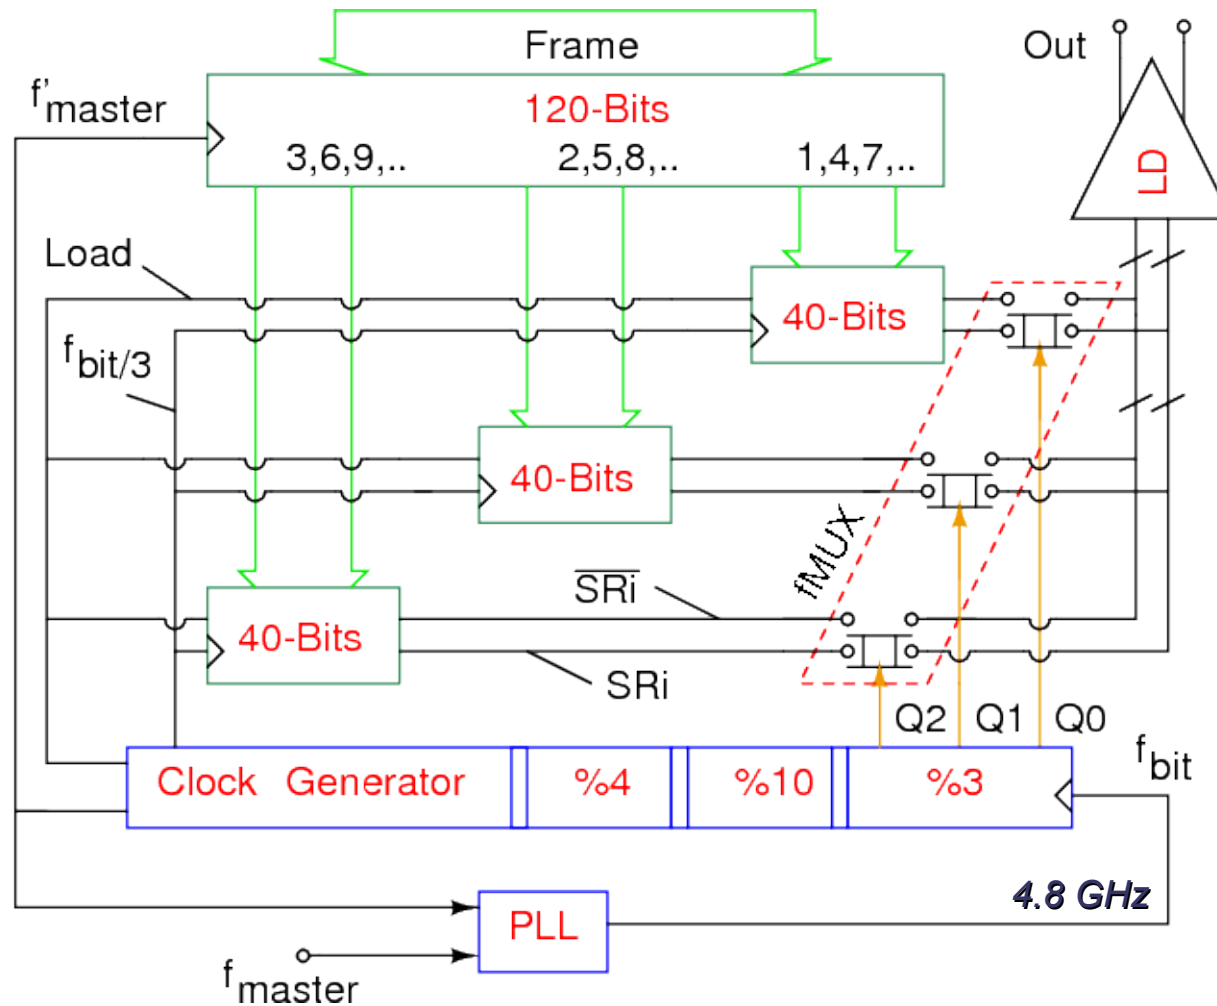 Frame
Out
f'master
120-Bits
3,6,9,..
2,5,8,..
1,4,7,..
LD
Load
40-Bits
fbit/3
40-Bits
fMUX
SRi
40-Bits
SRi
Q2
Q1
Q0
fbit
Clock Generator
%4
%10
%3
4.8 GHz
PLL
fmaster